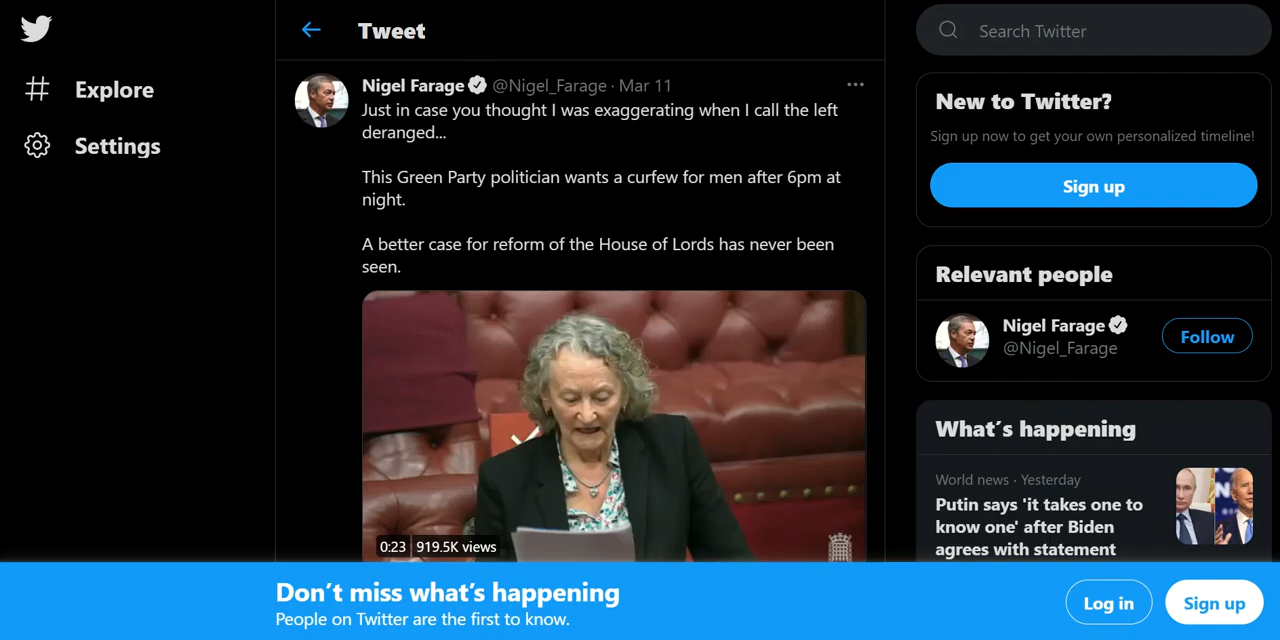 Explore
Settings
Tweet
Nigel Farage @Nigel_Farage · Mar 11
Just in case you thought I was exaggerating when I call the left
deranged...
This Green Party politician wants a curfew for men after 6pm at
night.
A better case for reform of the House of Lords has never been
seen.
0:23 919.5K views
Search Twitter
New to Twitter?
Sign up now to get your own personalized timeline!
Sign up
Relevant people
Nigel Farage
@Nigel_Farage
Follow
What's happening
World news · Yesterday
Putin says 'it takes one to
know one' after Biden
agrees with statement
Don't miss what's happening
People on Twitter are the first to know.
Log in
Sign up